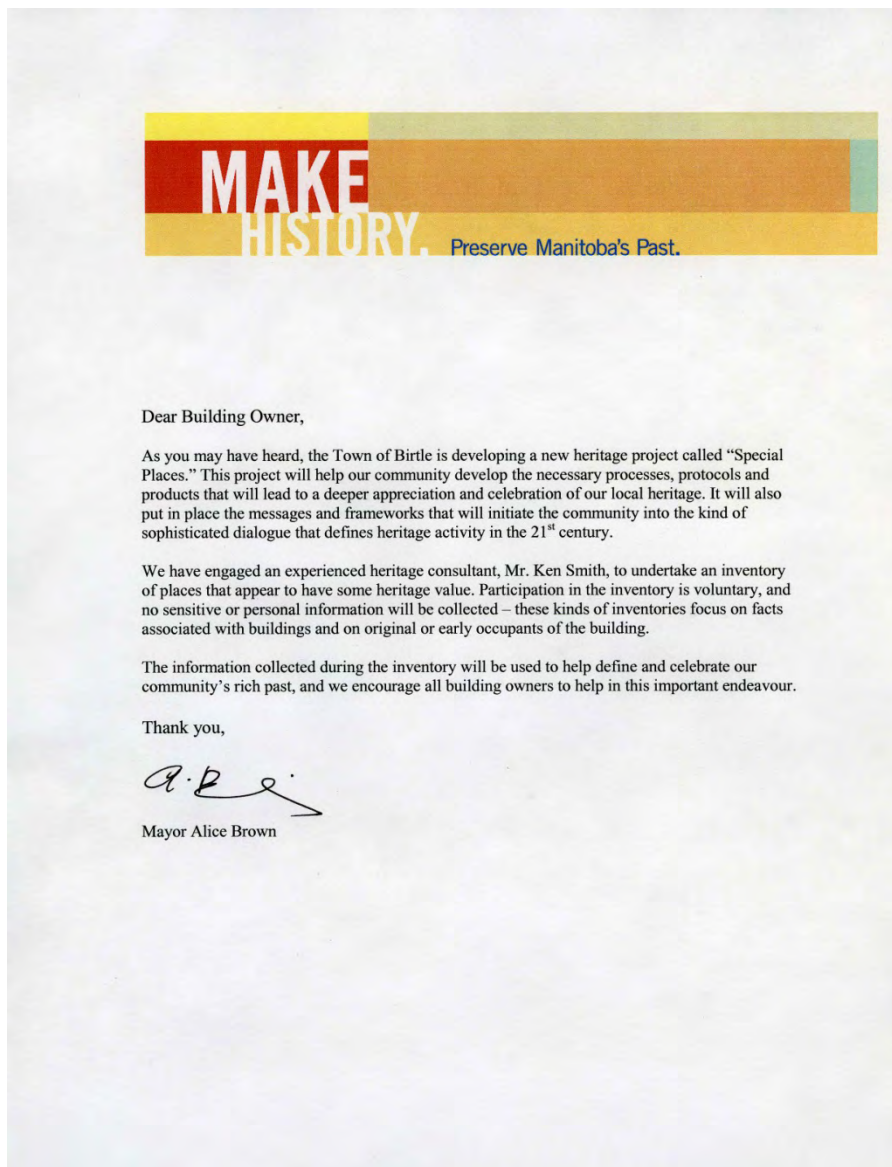 MAKE
HISTORY.
Preserve Manitoba's Past.
Dear Building Owner,
As you may have heard, the Town of Birtle is developing a new heritage project called “Special
Places.” This project will help our community develop the necessary processes, protocols and
products that will lead to a deeper appreciation and celebration of our local heritage. It will also
put in place the messages and frameworks that will initiate the community into the kind of
sophisticated dialogue that defines heritage activity in the 21st century.
We have engaged an experienced heritage consultant, Mr. Ken Smith, to undertake an inventory
of places that appear to have some heritage value. Participation in the inventory is voluntary, and
no sensitive or personal information will be collected – these kinds of inventories focus on facts
associated with buildings and on original or early occupants of the building.
The information collected during the inventory will be used to help define and celebrate our
community’s rich past, and we encourage all building owners to help in this important endeavour.
Thank you,
Mayor Alice Brown